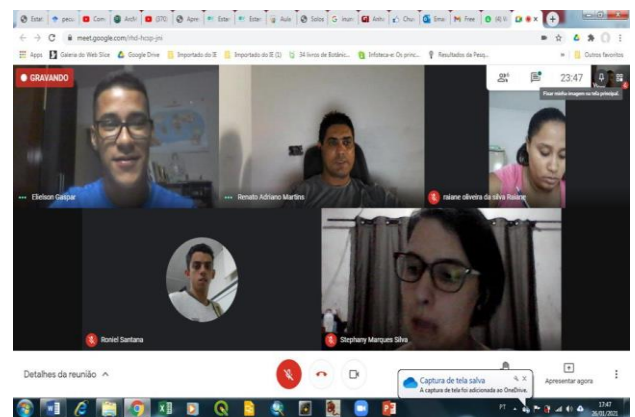 meet.google.com/rhd-hosp-jni
Apps Galeria do Web Slice Google Drive Importado do IE Importado do IE (1) 34 livros de Botânic... Infoteca-e: Os princ... Resultados da Pesq... Outros favoritos
GRAVANDO
23:47
Você
Fixar minha imagem na tela principal.
Elielson Gaspar
Renato Adriano Martins
raiane oliveira da silva Raiane
Roniel Santana
Stephany Marques Silva
Detalhes da reunião
Apresentar agora
Captura de tela salva
A captura de tela foi adicionada ao OneDrive.
PT
17:47
26/01/2021